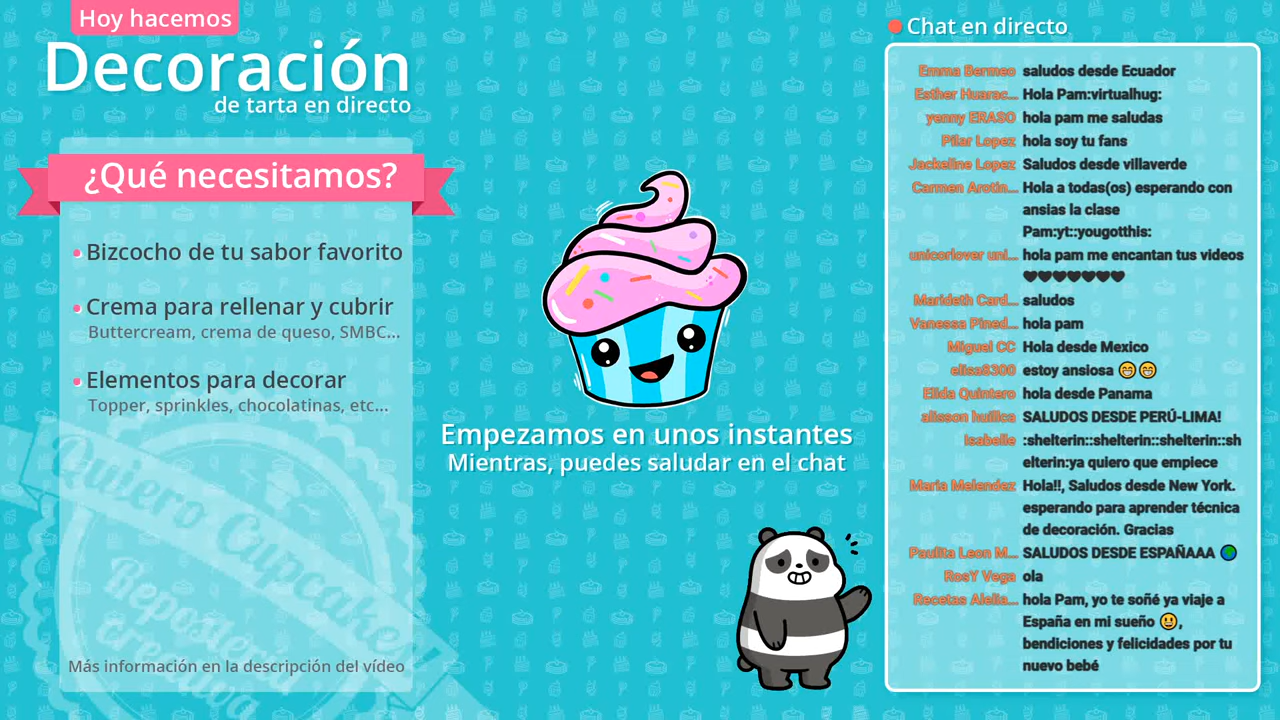 Hoy hacemos
Decoración
de tarta en directo
¿Qué necesitamos?
Bizcocho de tu sabor favorito
Crema para rellenar y cubrir
Buttercream, crema de queso, SMBC...
Elementos para decorar
Topper, sprinkles, chocolatinas, etc...
Quiero Cupcakes!
Repostería
creativa
Más información en la descripción del vídeo
Empezamos en unos instantes
Mientras, puedes saludar en el chat
Chat en directo
Emma Bermeo saludos desde Ecuador
Esther Huarac... Hola Pam:virtualhug:
yenny ERASO hola pam me saludas
Pilar Lopez hola soy tu fans
Jackeline Lopez Saludos desde villaverde
Carmen Arotin... Hola a todas(os) esperando con
ansias la clase
Pam:yt::yougotthis:
unicorlover uni... hola pam me encantan tus videos
🖤🖤🖤🖤🖤🖤🖤
Marideth Card... saludos
Vanessa Pined... hola pam
Miguel CC Hola desde Mexico
elisa8300 estoy ansiosa 😁😁
Elida Quintero hola desde Panama
alisson huillca SALUDOS DESDE PERÚ-LIMA!
Isabelle :shelterin::shelterin::shelterin::sh
elterin:ya quiero que empiece
Maria Melendez Hola!!, Saludos desde New York.
esperando para aprender técnica
de decoración. Gracias
Paulita Leon M... SALUDOS DESDE ESPAÑAAA 🌍
RosY Vega ola
Recetas Alelia... hola Pam, yo te soñé ya viaje a
España en mi sueño 😃,
bendiciones y felicidades por tu
nuevo bebé